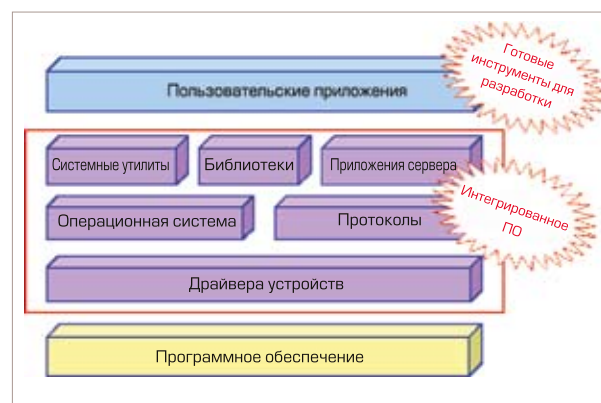 Готовые
инструменты для
разработки
Пользовательские приложения
Системные утилиты
Библиотеки
Приложения сервера
Операционная система
Протоколы
Интегрированное
ПО
Драйвера устройств
Программное обеспечение